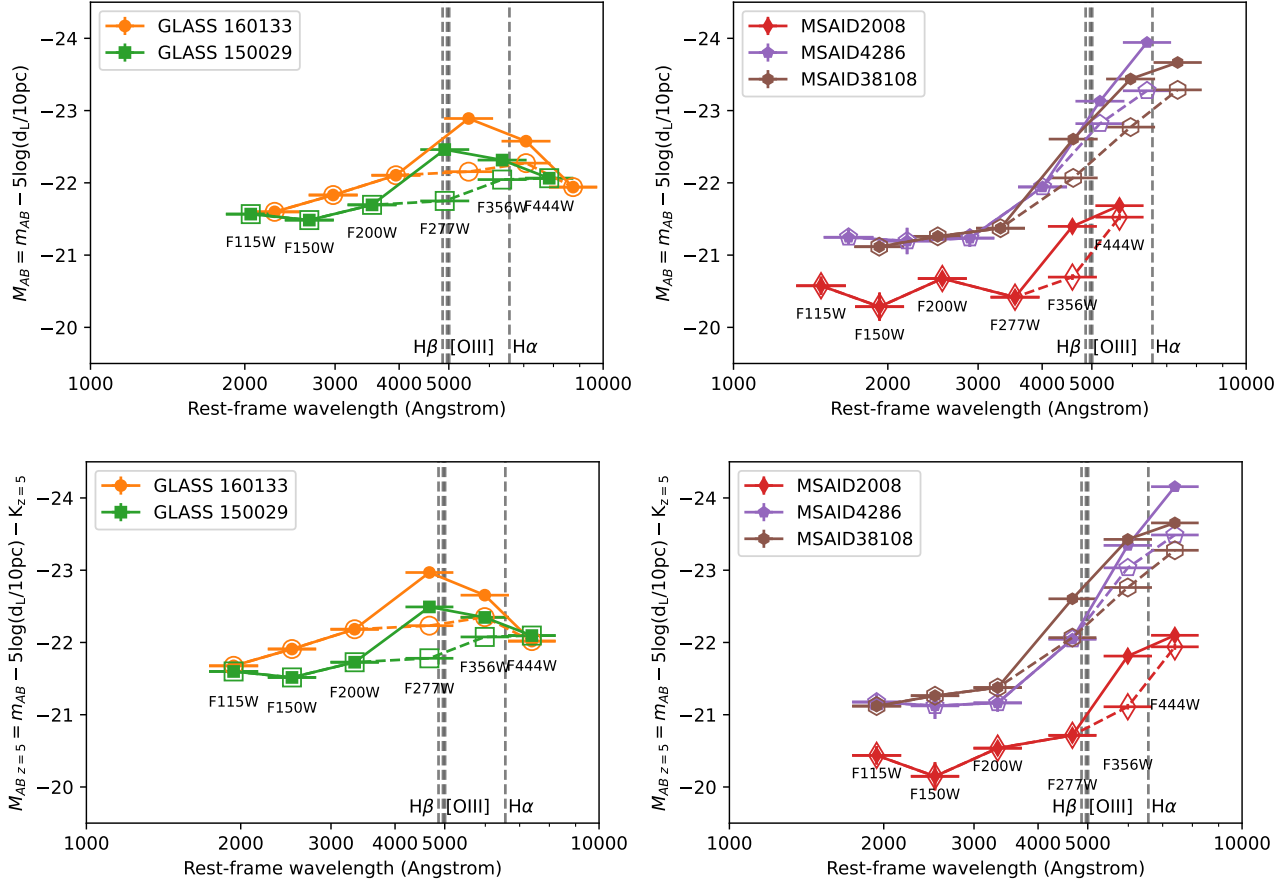 GLASS 160133
GLASS 150029
−24
−23
−22
−21
−20
M_AB = m_AB − 5log(d_L/10pc)
F115W
F150W
F200W
F277W
F356W
F444W
Hβ [OIII] Hα
1000 2000 3000 4000 5000 10000
Rest-frame wavelength (Angstrom)
MSAID2008
MSAID4286
MSAID38108
−24
−23
−22
−21
−20
M_AB = m_AB − 5log(d_L/10pc)
F115W
F150W
F200W
F277W
F356W
F444W
Hβ [OIII] Hα
1000 2000 3000 4000 5000 10000
Rest-frame wavelength (Angstrom)
GLASS 160133
GLASS 150029
−24
−23
−22
−21
−20
M_AB z=5 = m_AB − 5log(d_L/10pc) − K_z=5
F115W
F150W
F200W
F277W
F356W
F444W
Hβ [OIII] Hα
1000 2000 3000 4000 5000 10000
Rest-frame wavelength (Angstrom)
MSAID2008
MSAID4286
MSAID38108
−24
−23
−22
−21
−20
M_AB z=5 = m_AB − 5log(d_L/10pc) − K_z=5
F115W
F150W
F200W
F277W
F356W
F444W
Hβ [OIII] Hα
1000 2000 3000 4000 5000 10000
Rest-frame wavelength (Angstrom)